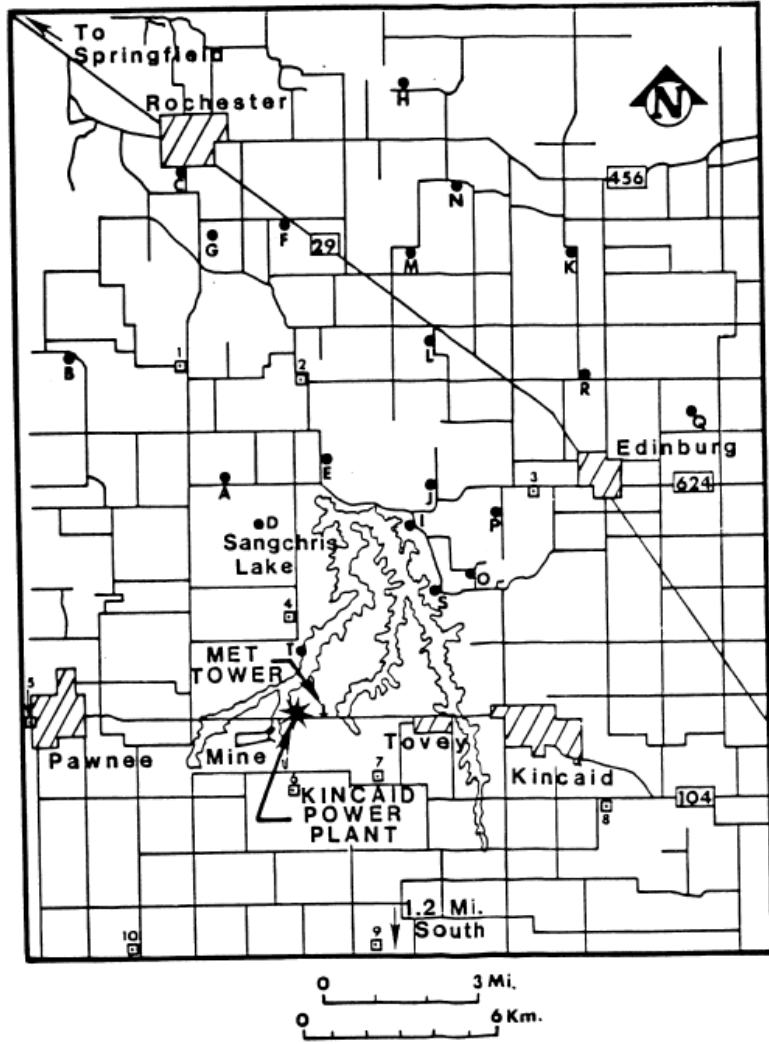 To
Springfield
Rochester
H
N
456
C
N
G
F
29
M
K
1
2
L
B
R
Q
Edinburg
E
A
J
3
624
I
P
D
Sangchris
Lake
O
S
4
T
MET
TOWER
5
Pawnee
Mine
Tovey
Kincaid
6
7
KINCAID
POWER
PLANT
104
8
1.2 Mi.
South
10
9
0 3 Mi.
0 6 Km.